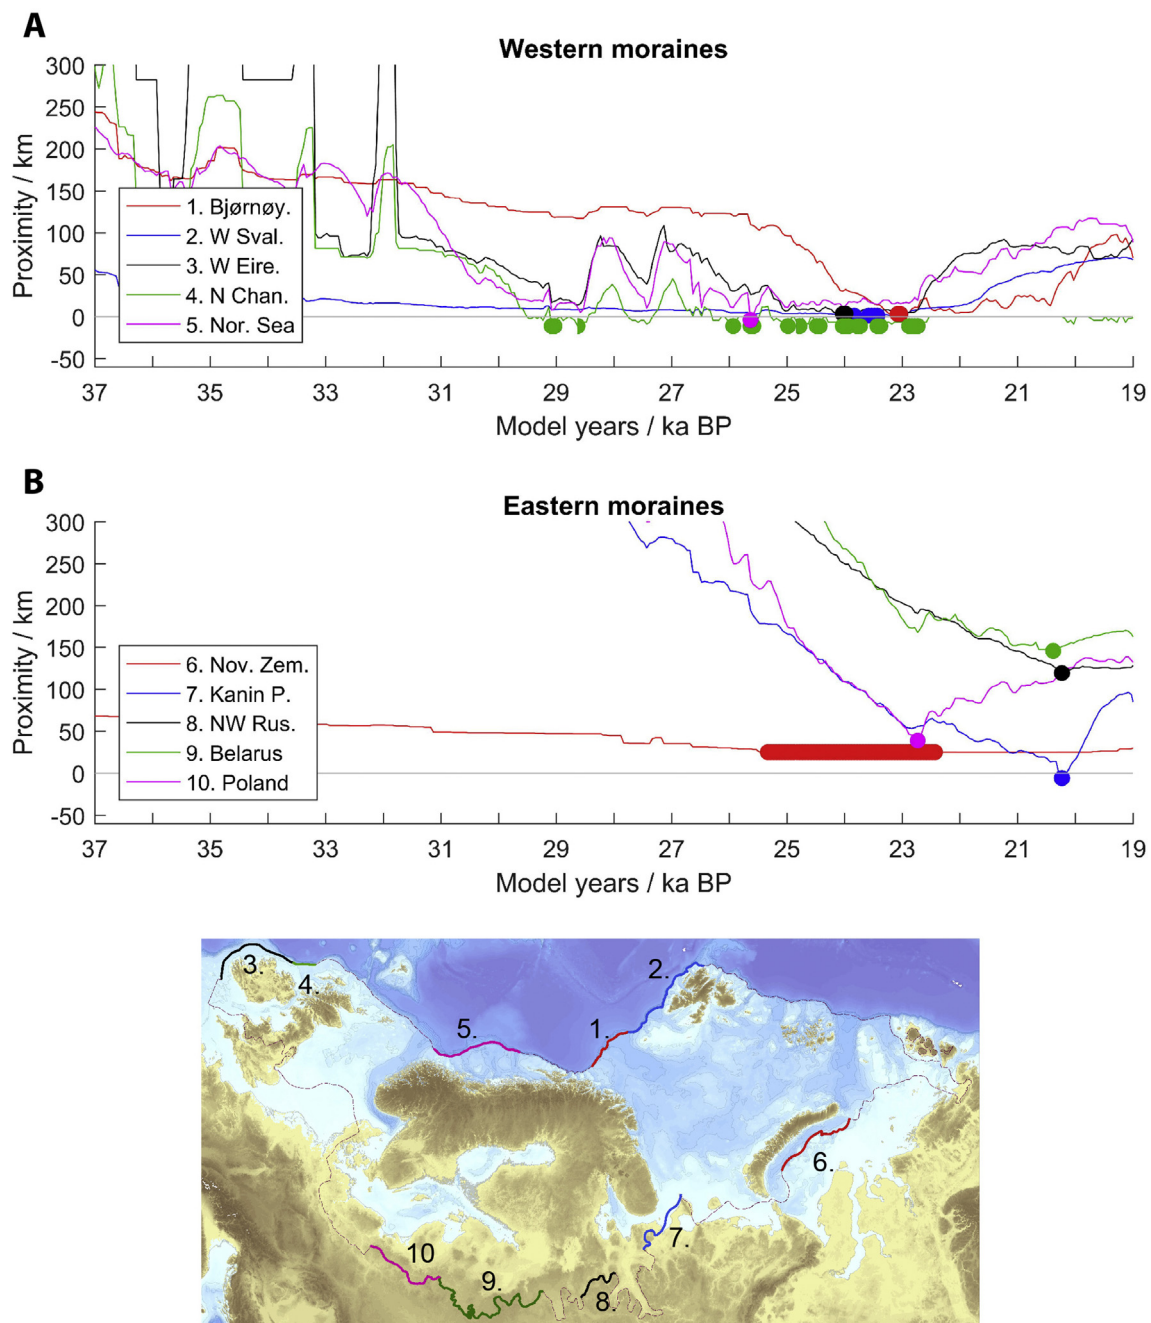 A
Western moraines
300
250
200
150
100
50
0
-50
Proximity / km
1. Bjørnøy.
2. W Sval.
3. W Eire.
4. N Chan.
5. Nor. Sea
37 35 33 31 29 27 25 23 21 19
Model years / ka BP
B
Eastern moraines
300
250
200
150
100
50
0
-50
Proximity / km
6. Nov. Zem.
7. Kanin P.
8. NW Rus.
9. Belarus
10. Poland
37 35 33 31 29 27 25 23 21 19
Model years / ka BP
3.
4.
2.
5.
1.
6.
7.
10
9.
8.